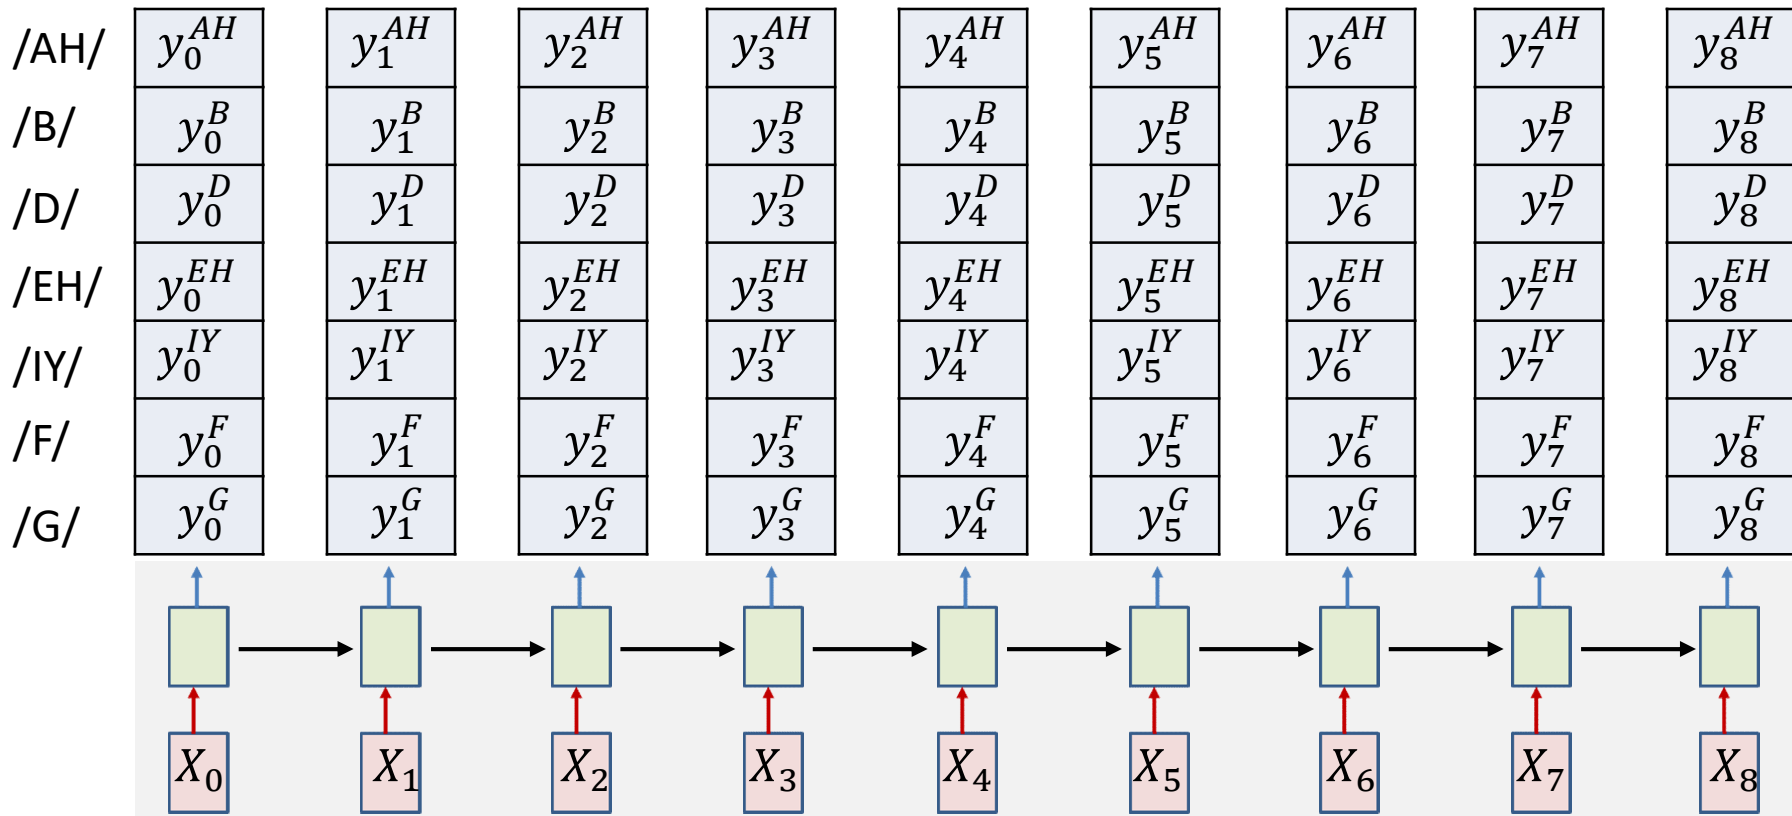 /AH/ y_0^{AH} y_1^{AH} y_2^{AH} y_3^{AH} y_4^{AH} y_5^{AH} y_6^{AH} y_7^{AH} y_8^{AH}
/B/ y_0^B y_1^B y_2^B y_3^B y_4^B y_5^B y_6^B y_7^B y_8^B
/D/ y_0^D y_1^D y_2^D y_3^D y_4^D y_5^D y_6^D y_7^D y_8^D
/EH/ y_0^{EH} y_1^{EH} y_2^{EH} y_3^{EH} y_4^{EH} y_5^{EH} y_6^{EH} y_7^{EH} y_8^{EH}
/IY/ y_0^{IY} y_1^{IY} y_2^{IY} y_3^{IY} y_4^{IY} y_5^{IY} y_6^{IY} y_7^{IY} y_8^{IY}
/F/ y_0^F y_1^F y_2^F y_3^F y_4^F y_5^F y_6^F y_7^F y_8^F
/G/ y_0^G y_1^G y_2^G y_3^G y_4^G y_5^G y_6^G y_7^G y_8^G
X_0 X_1 X_2 X_3 X_4 X_5 X_6 X_7 X_8